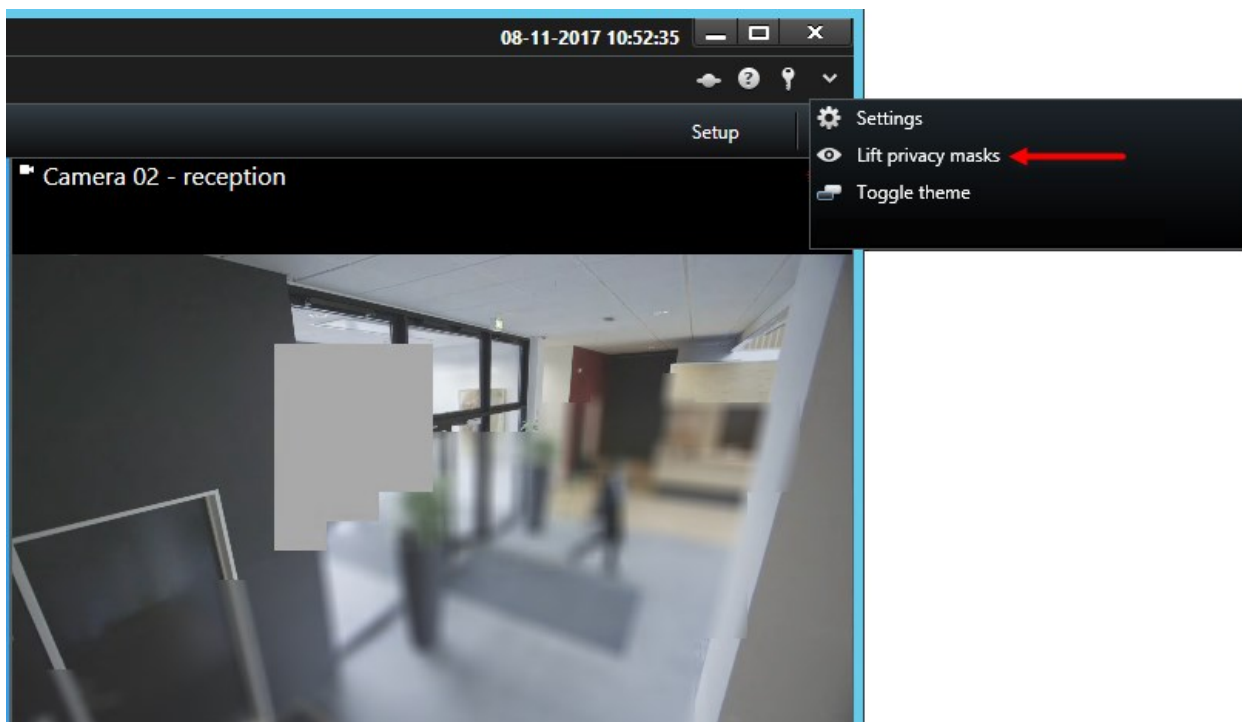 08-11-2017 10:52:35
Setup
Settings
Lift privacy masks
Toggle theme
Camera 02 - reception